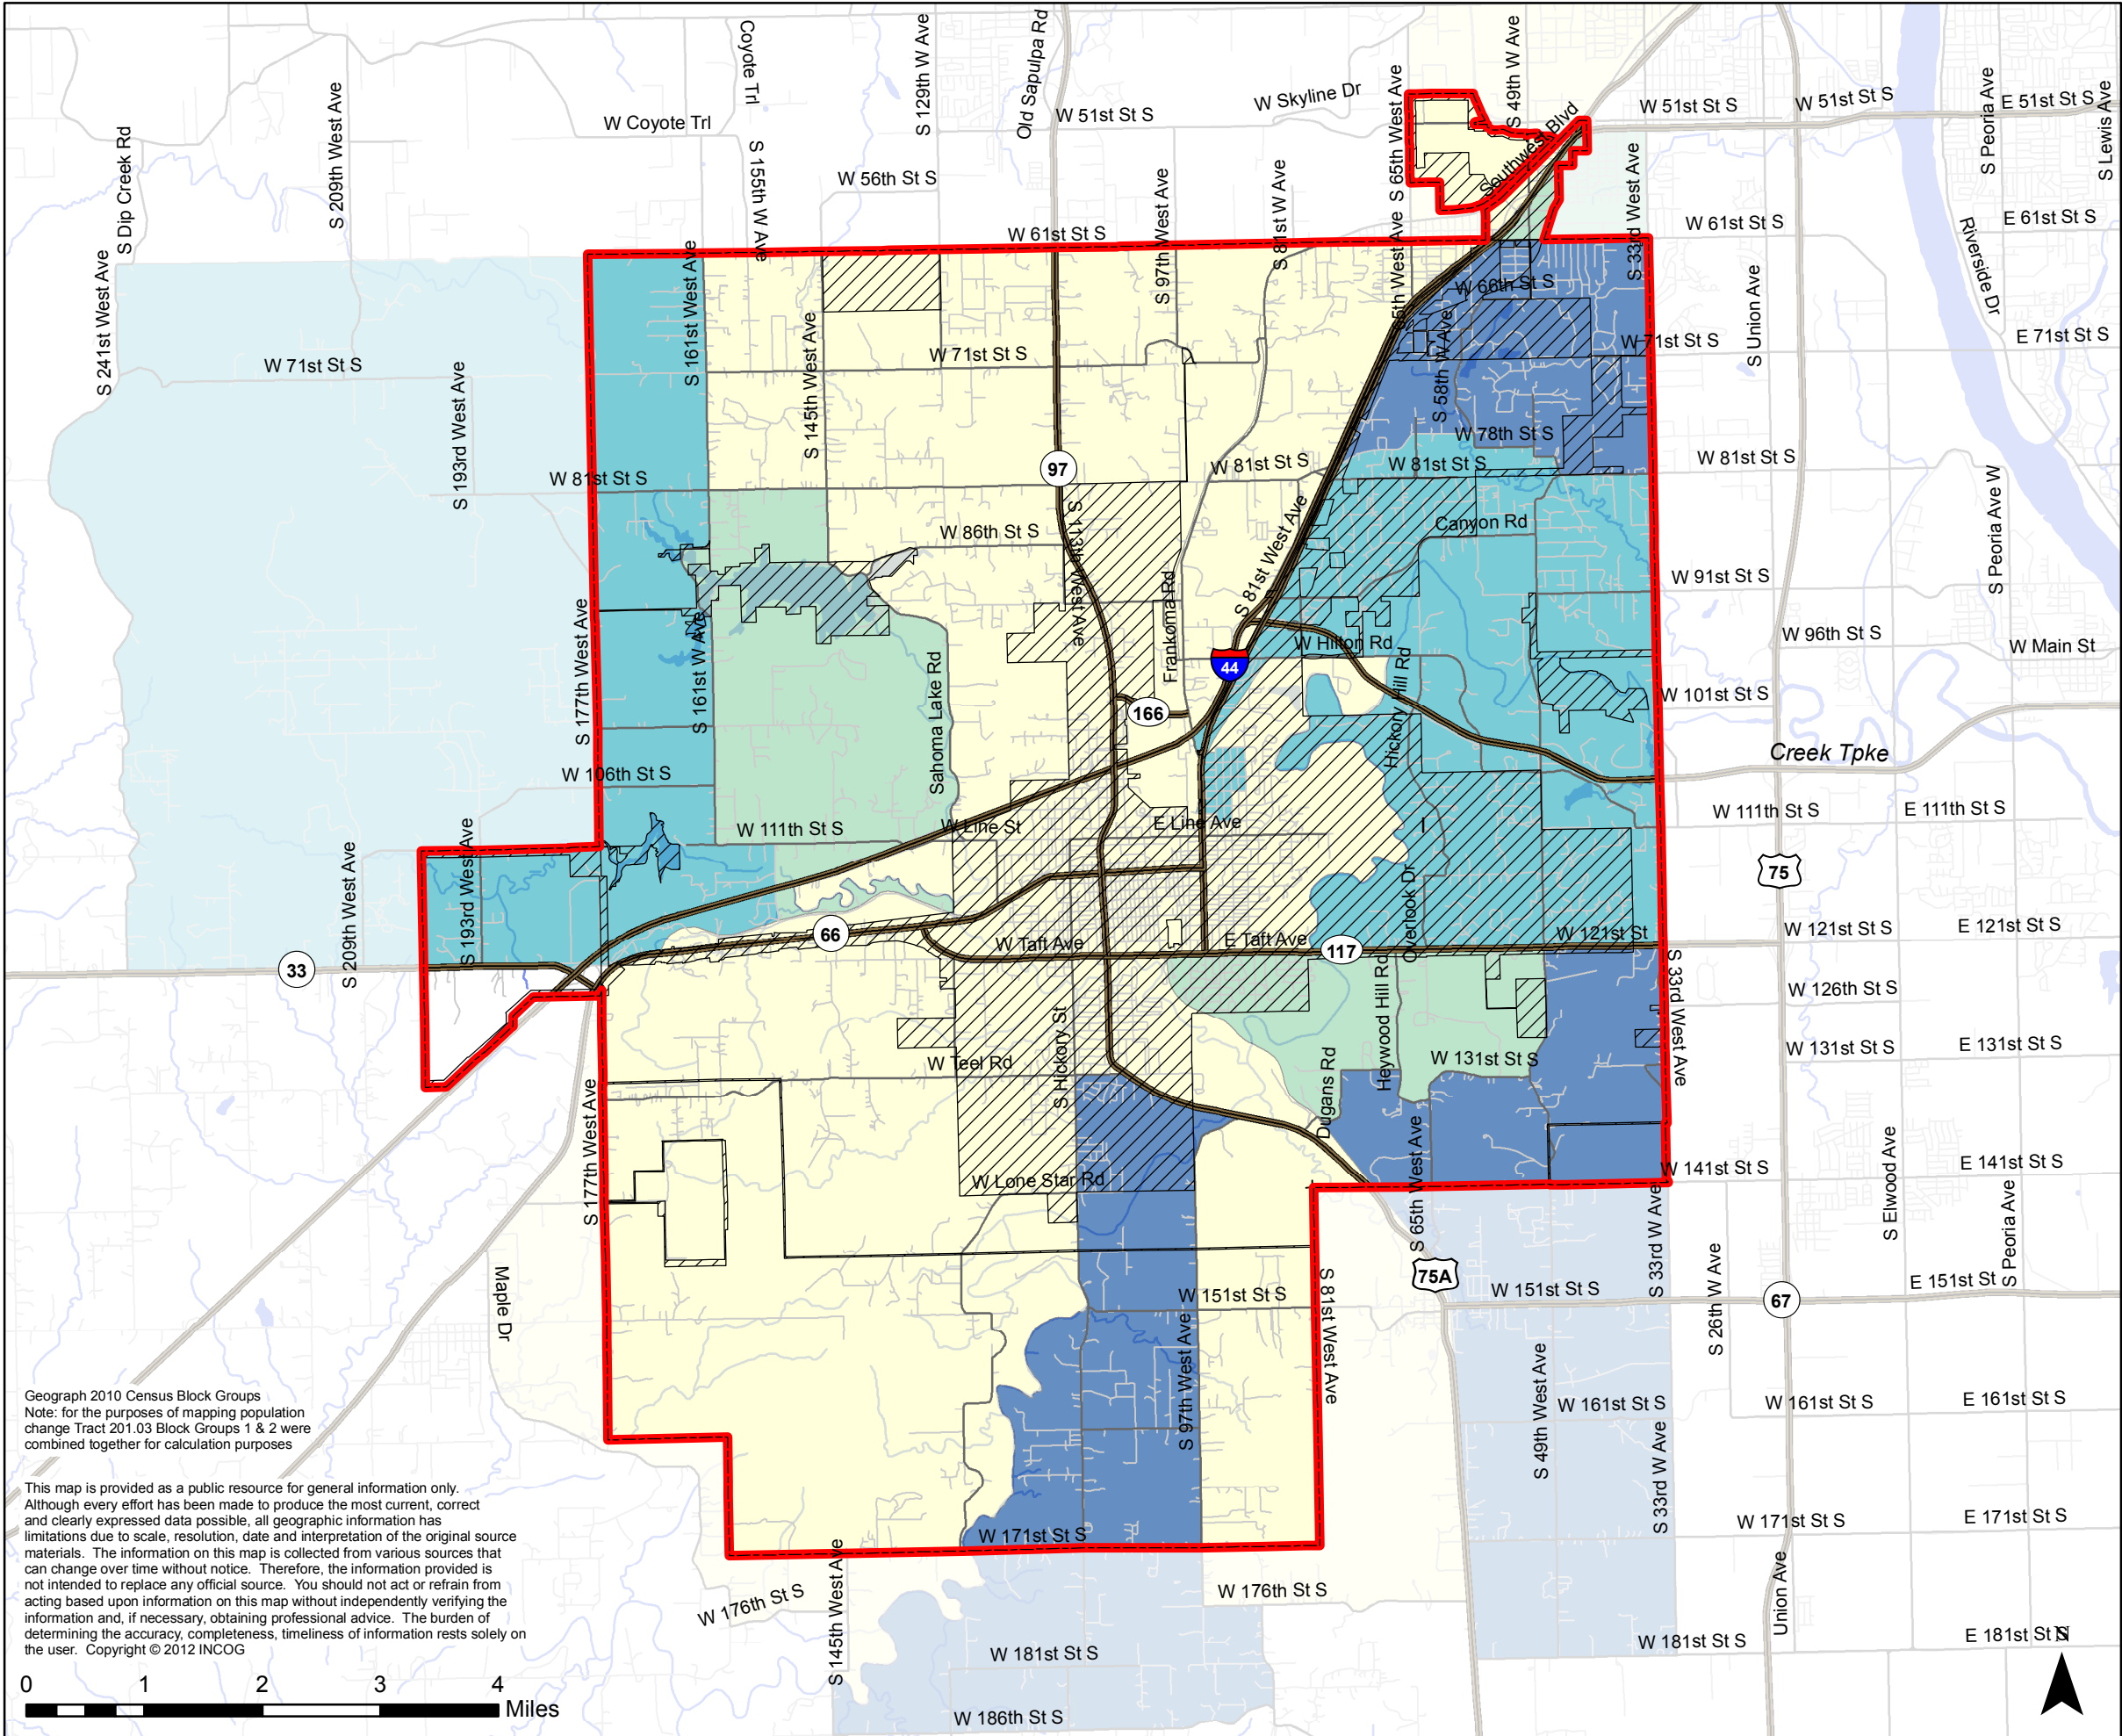 W Coyote Trl
Coyote Trl
S 129th W Ave
Old Sapulpa Rd
W 51st St S
W Skyline Dr
S 65th West Ave
S 49th W Ave
Southwest Blvd
W 51st St S
W 51st St S
E 51st St S
S Peoria Ave
S Lewis Ave
S Dip Creek Rd
S 209th West Ave
S 155th W Ave
W 56th St S
S 97th West Ave
S 81st W Ave
S 33rd West Ave
W 61st St S
W 61st St S
E 61st St S
Riverside Dr
S 241st West Ave
S 161st West Ave
65th West Ave S
W 66th St S
S Union Ave
W 71st St S
S 145th West Ave
W 71st St S
S 58th W Ave
W 71st St S
E 71st St S
S 193rd West Ave
W 78th St S
W 81st St S
97
W 81st St S
W 81st St S
W 81st St S
S Peoria Ave W
W 86th St S
S 113th West Ave
S 81st West Ave
Canyon Rd
W 91st St S
Frankoma Rd
S 177th West Ave
S 161st W Ave
Sahoma Lake Rd
44
W Hilton Rd
Hickory Hill Rd
W 96th St S
W Main St
W 101st St S
166
Creek Tpke
W 106th St S
W 111th St S
W Line St
E Line Ave
W 111th St S
E 111th St S
75
S 209th West Ave
S 193rd West Ave
66
W Taft Ave
E Taft Ave
117
Overlook Dr
W 121st St
W 121st St S
E 121st St S
33
S 33rd West Ave
W 126th St S
S Hickory St
W Teel Rd
Dugans Rd
Heywood Hill Rd
W 131st St S
W 131st St S
E 131st St S
S 177th West Ave
W Lone Star Rd
S 65th West Ave
W 141st St S
E 141st St S
S Elwood Ave
S Peoria Ave
Maple Dr
75A
S 33rd W Ave
S 26th W Ave
W 151st St S
S 81st West Ave
W 151st St S
67
E 151st St S
S 97th West Ave
S 49th West Ave
W 161st St S
W 161st St S
E 161st St S
S 33rd W Ave
W 171st St S
W 171st St S
E 171st St S
Geograph 2010 Census Block Groups
Note: for the purposes of mapping population
change Tract 201.03 Block Groups 1 & 2 were
combined together for calculation purposes
This map is provided as a public resource for general information only.
Although every effort has been made to produce the most current, correct
and clearly expressed data possible, all geographic information has
limitations due to scale, resolution, date and interpretation of the original source
materials.  The information on this map is collected from various sources that
can change over time without notice.  Therefore, the information provided is
not intended to replace any official source.  You should not act or refrain from
acting based upon information on this map without independently verifying the
information and, if necessary, obtaining professional advice.  The burden of
determining the accuracy, completeness, timeliness of information rests solely on
the user.  Copyright © 2012 INCOG
W 176th St S
S 145th West Ave
W 176th St S
Union Ave
W 181st St S
W 181st St S
E 181st St S
N
W 186th St S
0 1 2 3 4
Miles